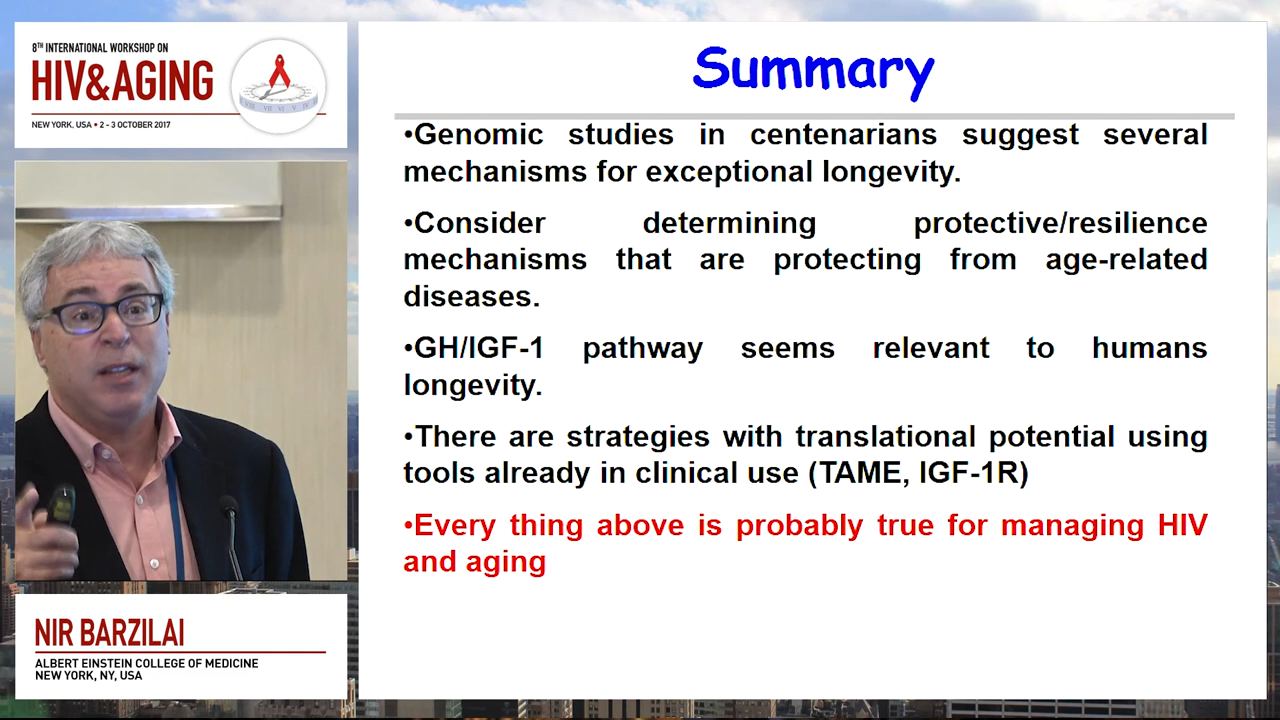 8TH INTERNATIONAL WORKSHOP ON
HIV&AGING
NEW YORK, USA • 2 - 3 OCTOBER 2017
NIR BARZILAI
ALBERT EINSTEIN COLLEGE OF MEDICINE
NEW YORK, NY, USA
Summary
•Genomic studies in centenarians suggest several
mechanisms for exceptional longevity.
•Consider determining protective/resilience
mechanisms that are protecting from age-related
diseases.
•GH/IGF-1 pathway seems relevant to humans
longevity.
•There are strategies with translational potential using
tools already in clinical use (TAME, IGF-1R)
•Every thing above is probably true for managing HIV
and aging